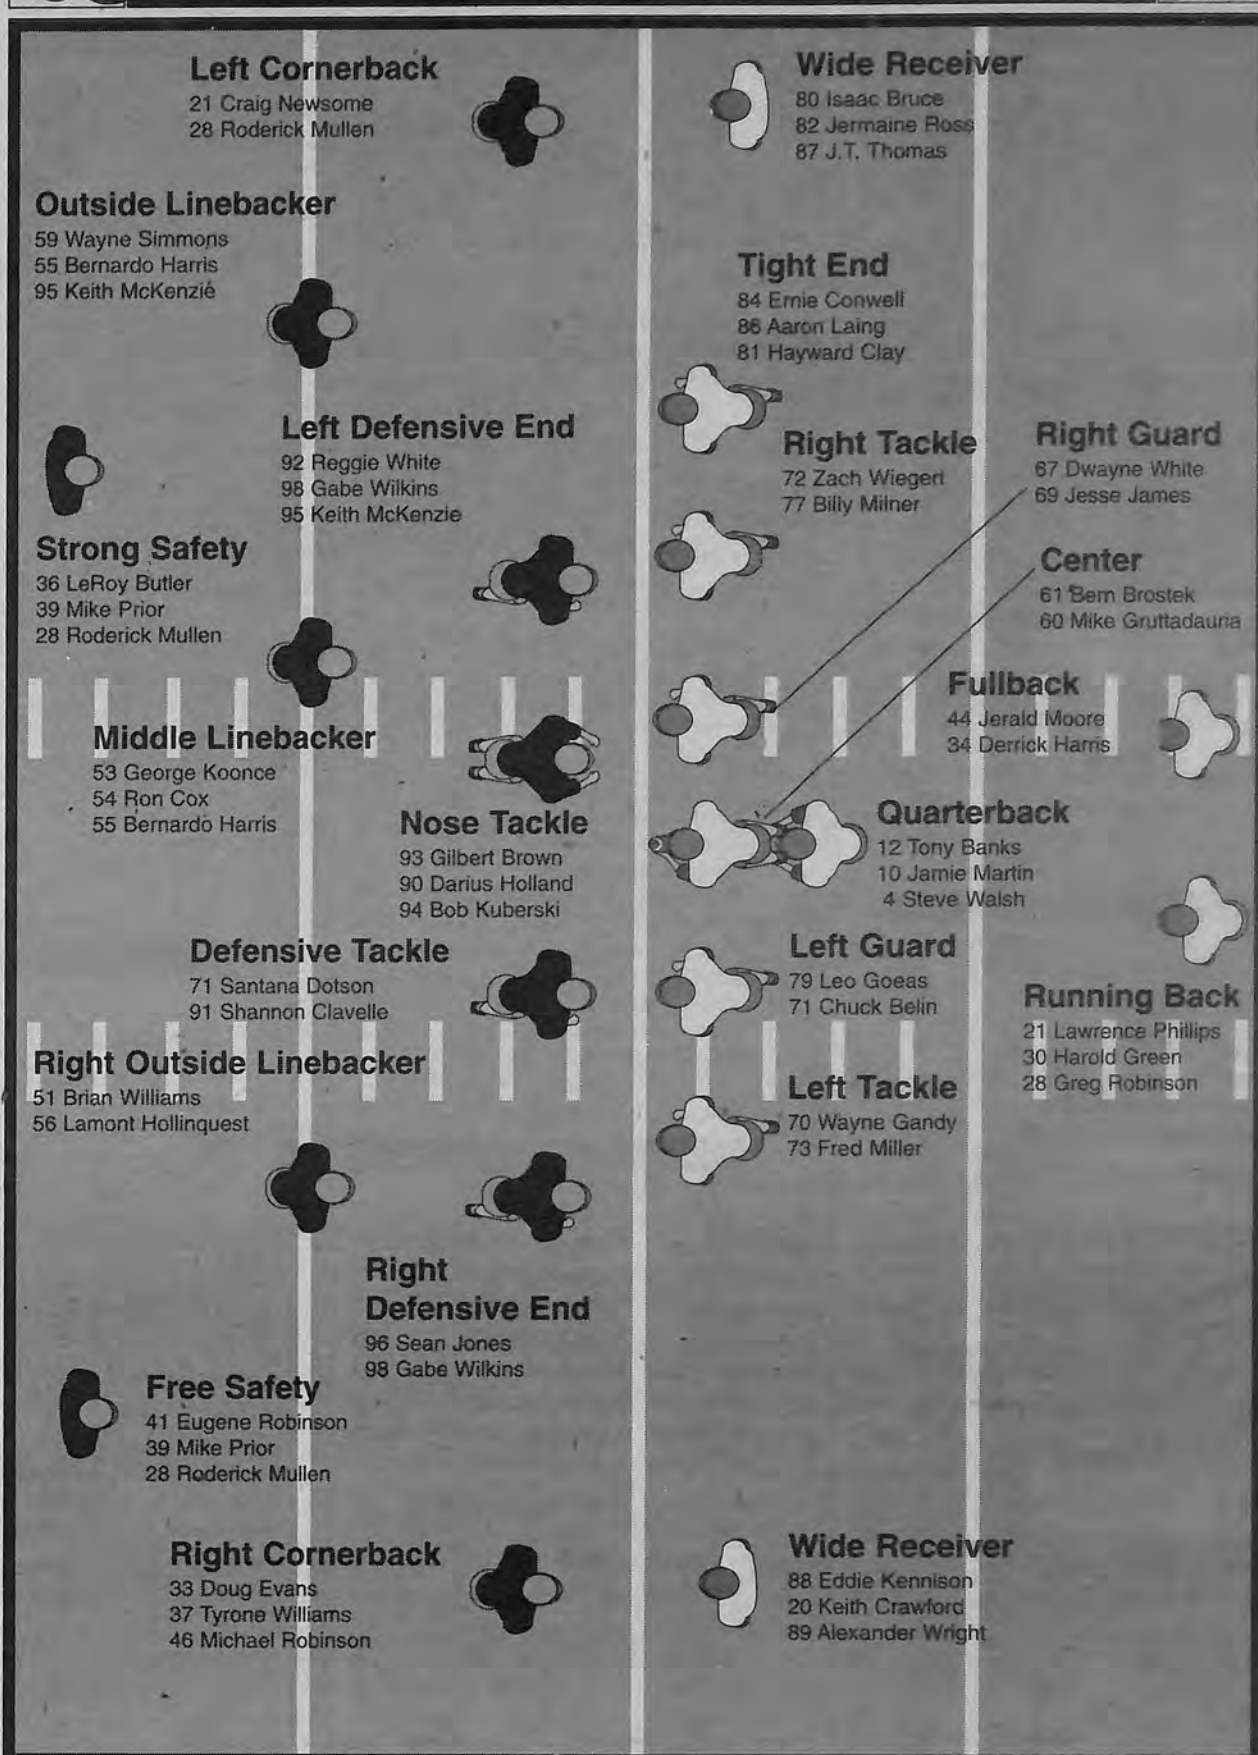 Left Cornerback
21 Craig Newsome
28 Roderick Mullen
Outside Linebacker
59 Wayne Simmons
55 Bernardo Harris
95 Keith McKenzie
Left Defensive End
92 Reggie White
98 Gabe Wilkins
95 Keith McKenzie
Strong Safety
36 LeRoy Butler
39 Mike Prior
28 Roderick Mullen
Middle Linebacker
53 George Koonce
54 Ron Cox
55 Bernardo Harris
Nose Tackle
93 Gilbert Brown
90 Darius Holland
94 Bob Kuberski
Defensive Tackle
71 Santana Dotson
91 Shannon Clavelle
Right Outside Linebacker
51 Brian Williams
56 Lamont Hollinquest
Right
Defensive End
96 Sean Jones
98 Gabe Wilkins
Free Safety
41 Eugene Robinson
39 Mike Prior
28 Roderick Mullen
Right Cornerback
33 Doug Evans
37 Tyrone Williams
46 Michael Robinson
Wide Receiver
80 Isaac Bruce
82 Jermaine Ross
87 J.T. Thomas
Tight End
84 Ernie Conwell
86 Aaron Laing
81 Hayward Clay
Right Tackle
72 Zach Wiegert
77 Billy Milner
Right Guard
67 Dwayne White
69 Jesse James
Center
61 Bern Brostek
60 Mike Gruttadauria
Fullback
44 Jerald Moore
34 Derrick Harris
Quarterback
12 Tony Banks
10 Jamie Martin
4 Steve Walsh
Left Guard
79 Leo Goeas
71 Chuck Belin
Running Back
21 Lawrence Phillips
30 Harold Green
28 Greg Robinson
Left Tackle
70 Wayne Gandy
73 Fred Miller
Wide Receiver
88 Eddie Kennison
20 Keith Crawford
89 Alexander Wright